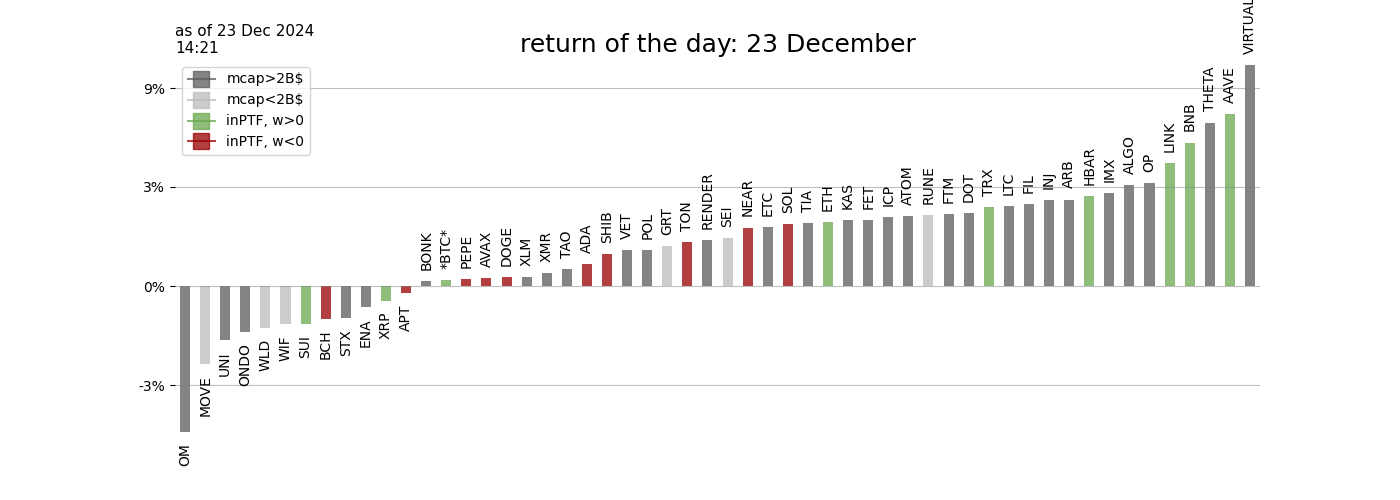 as of 23 Dec 2024
14:21
return of the day: 23 December
mcap>2B$
mcap<2B$
inPTF, w>0
inPTF, w<0
9%
3%
0%
-3%
OM
MOVE
UNI
ONDO
WLD
WIF
SUI
BCH
STX
ENA
XRP
APT
BONK
*BTC*
PEPE
AVAX
DOGE
XLM
XMR
TAO
ADA
SHIB
VET
POL
GRT
TON
RENDER
SEI
NEAR
ETC
SOL
TIA
ETH
KAS
FET
ICP
ATOM
RUNE
FTM
DOT
TRX
LTC
FIL
INJ
ARB
HBAR
IMX
ALGO
OP
LINK
BNB
THETA
AAVE
VIRTUAL